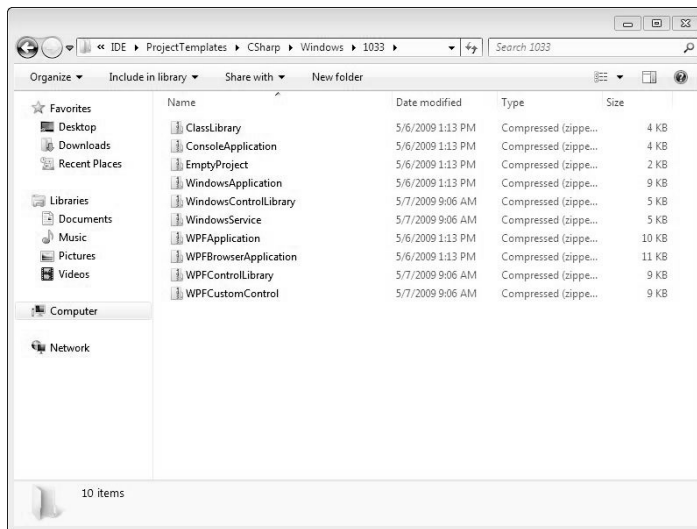 « IDE ▸ ProjectTemplates ▸ CSharp ▸ Windows ▸ 1033 ▸ Search 1033
Organize ▾ Include in library ▾ Share with ▾ New folder
Name Date modified Type Size
Favorites
Desktop
Downloads
Recent Places
Libraries
Documents
Music
Pictures
Videos
Computer
Network
ClassLibrary 5/6/2009 1:13 PM Compressed (zippe... 4 KB
ConsoleApplication 5/6/2009 1:13 PM Compressed (zippe... 4 KB
EmptyProject 5/6/2009 1:13 PM Compressed (zippe... 2 KB
WindowsApplication 5/6/2009 1:13 PM Compressed (zippe... 9 KB
WindowsControlLibrary 5/7/2009 9:06 AM Compressed (zippe... 5 KB
WindowsService 5/7/2009 9:06 AM Compressed (zippe... 5 KB
WPFApplication 5/6/2009 1:13 PM Compressed (zippe... 10 KB
WPFBrowserApplication 5/6/2009 1:13 PM Compressed (zippe... 11 KB
WPFControlLibrary 5/7/2009 9:06 AM Compressed (zippe... 9 KB
WPFCustomControl 5/7/2009 9:06 AM Compressed (zippe... 9 KB
10 items